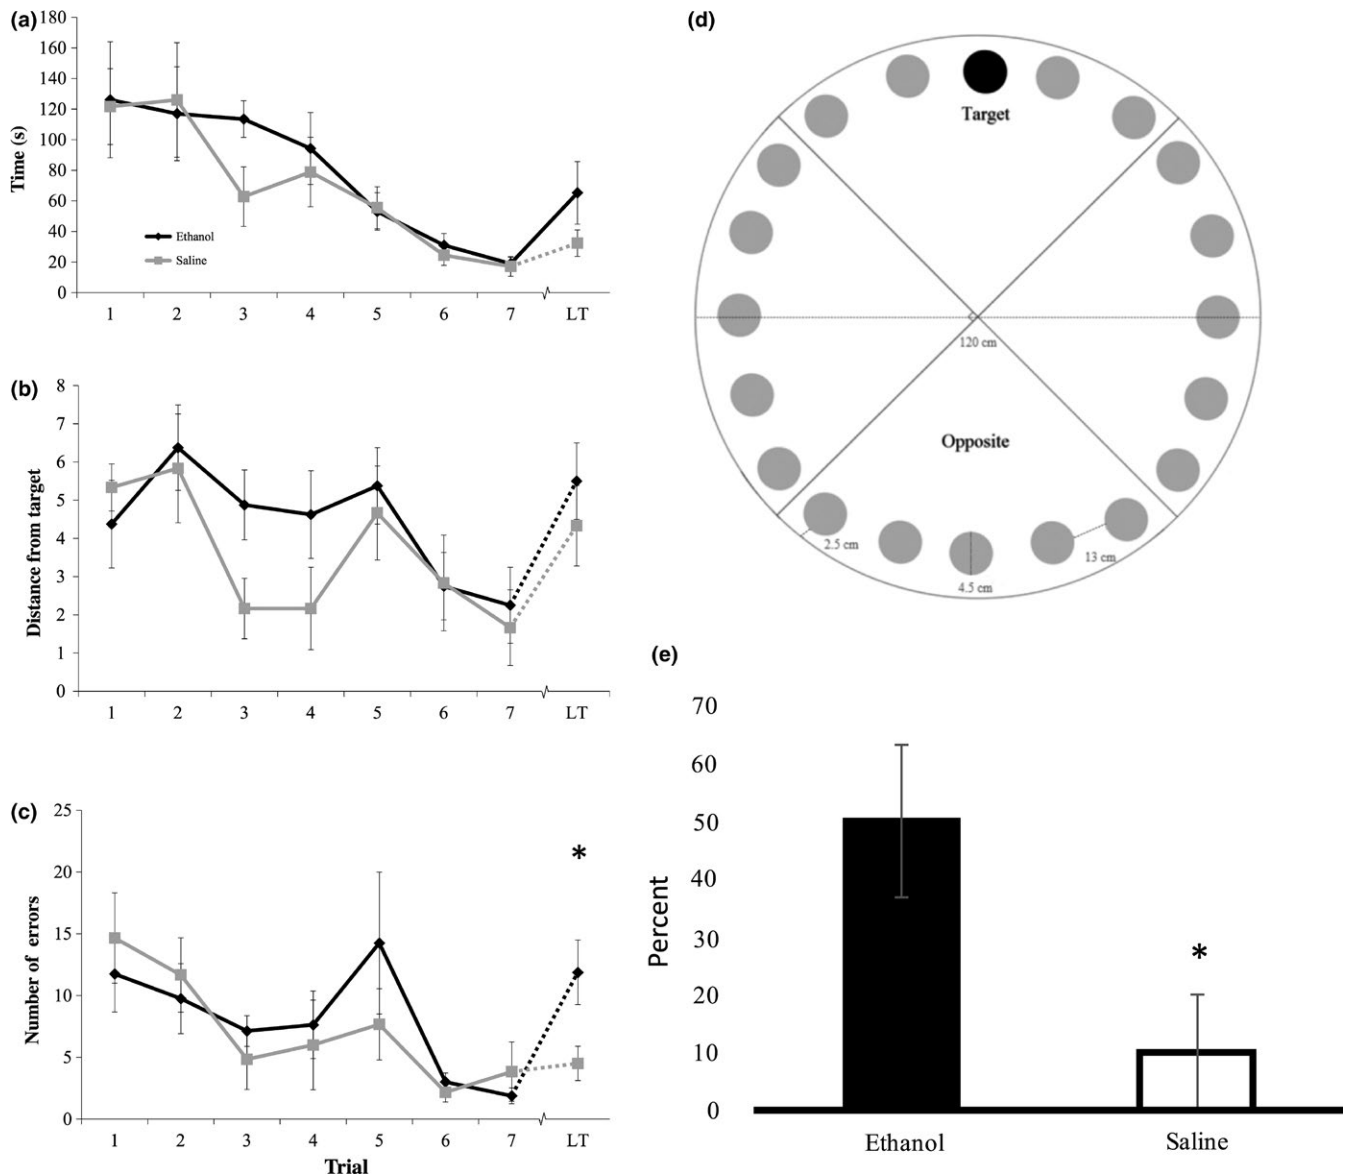 (a)
180
160
140
120
100
80
60
40
20
0
Time (s)
Ethanol
Saline
1 2 3 4 5 6 7 LT
(b)
8
7
6
5
4
3
2
1
0
Distance from target
1 2 3 4 5 6 7 LT
(c)
25
20
15
10
5
0
Number of errors
*
1 2 3 4 5 6 7 LT
Trial
(d)
Target
120 cm
Opposite
2.5 cm
13 cm
4.5 cm
(e)
70
60
50
40
30
20
10
0
Percent
*
Ethanol Saline